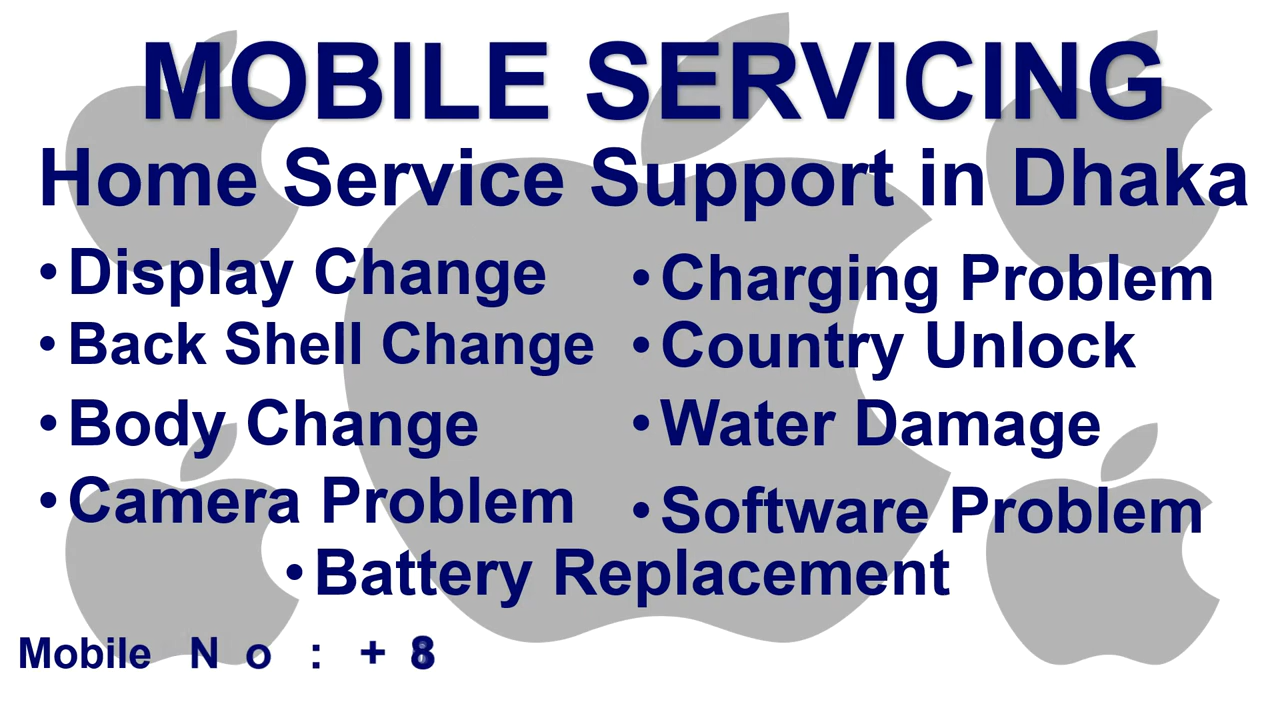 MOBILE SERVICING
Home Service Support in Dhaka
• Display Change
• Back Shell Change
• Body Change
• Camera Problem
• Charging Problem
• Country Unlock
• Water Damage
• Software Problem
• Battery Replacement
Mobile No: +8